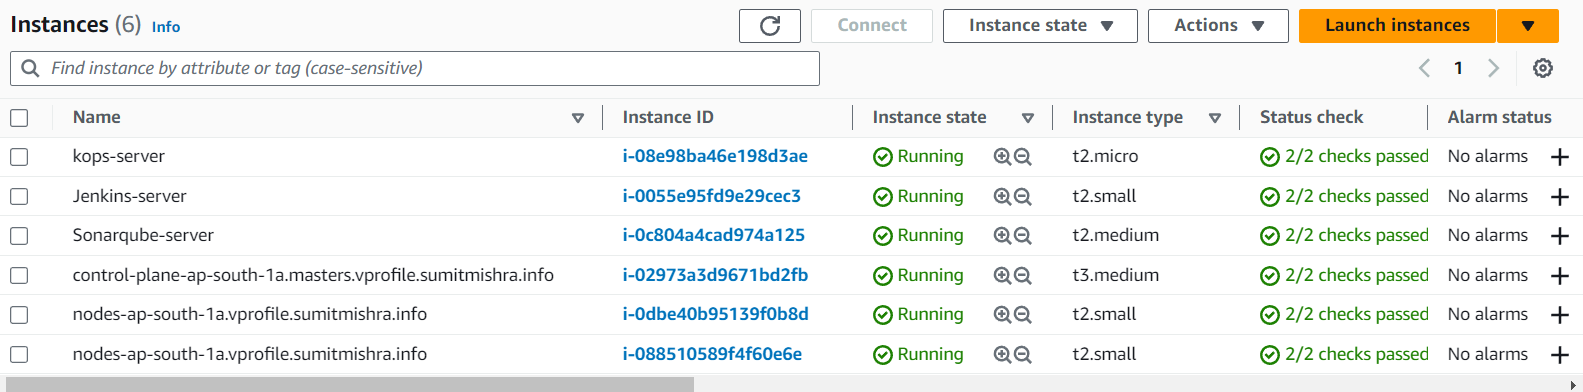 Instances (6) Info Connect Instance state Actions Launch instances
Find instance by attribute or tag (case-sensitive) 1
Name Instance ID Instance state Instance type Status check Alarm status
kops-server i-08e98ba46e198d3ae Running t2.micro 2/2 checks passed No alarms +
Jenkins-server i-0055e95fd9e29cec3 Running t2.small 2/2 checks passed No alarms +
Sonarqube-server i-0c804a4cad974a125 Running t2.medium 2/2 checks passed No alarms +
control-plane-ap-south-1a.masters.vprofile.sumitmishra.info i-02973a3d9671bd2fb Running t3.medium 2/2 checks passed No alarms +
nodes-ap-south-1a.vprofile.sumitmishra.info i-0dbe40b95139f0b8d Running t2.small 2/2 checks passed No alarms +
nodes-ap-south-1a.vprofile.sumitmishra.info i-088510589f4f60e6e Running t2.small 2/2 checks passed No alarms +